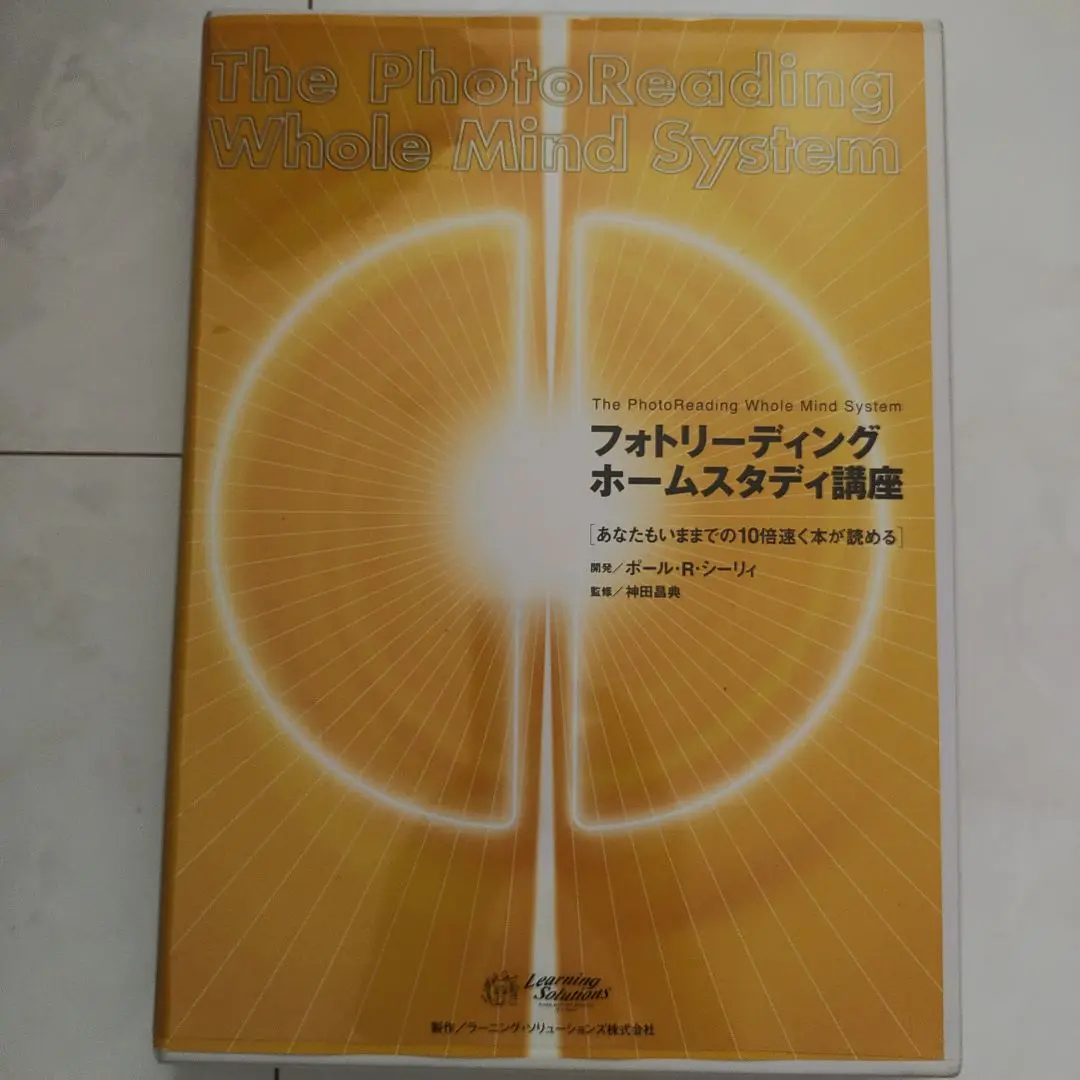 The PhotoReading
Whole Mind System
The PhotoReading Whole Mind System
フォトリーディング
ホームスタディ講座
[あなたもいままでの10倍速く本が読める]
開発/ポール・R・シーリィ
監修/神田昌典
Learning
Solutions
製作/ラーニング・ソリューションズ株式会社